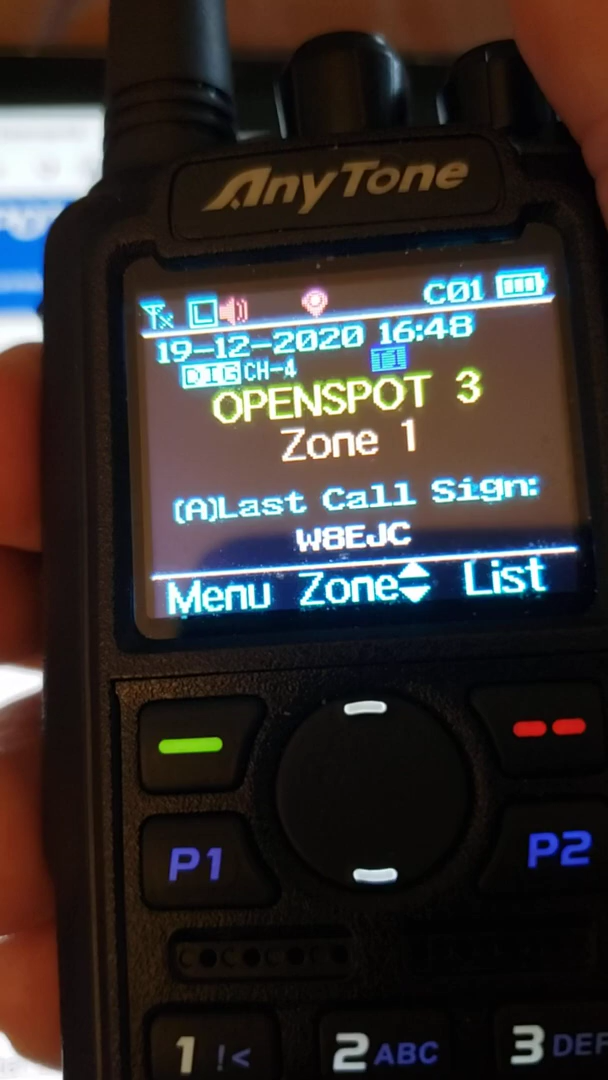 AnyTone
L C01
19-12-2020 16:48
DIG CH-A
OPENSPOT 3
Zone 1
(A)Last Call Sign:
W8EJC
Menu Zone List
P1 P2
1 !< 2 ABC 3 DEF